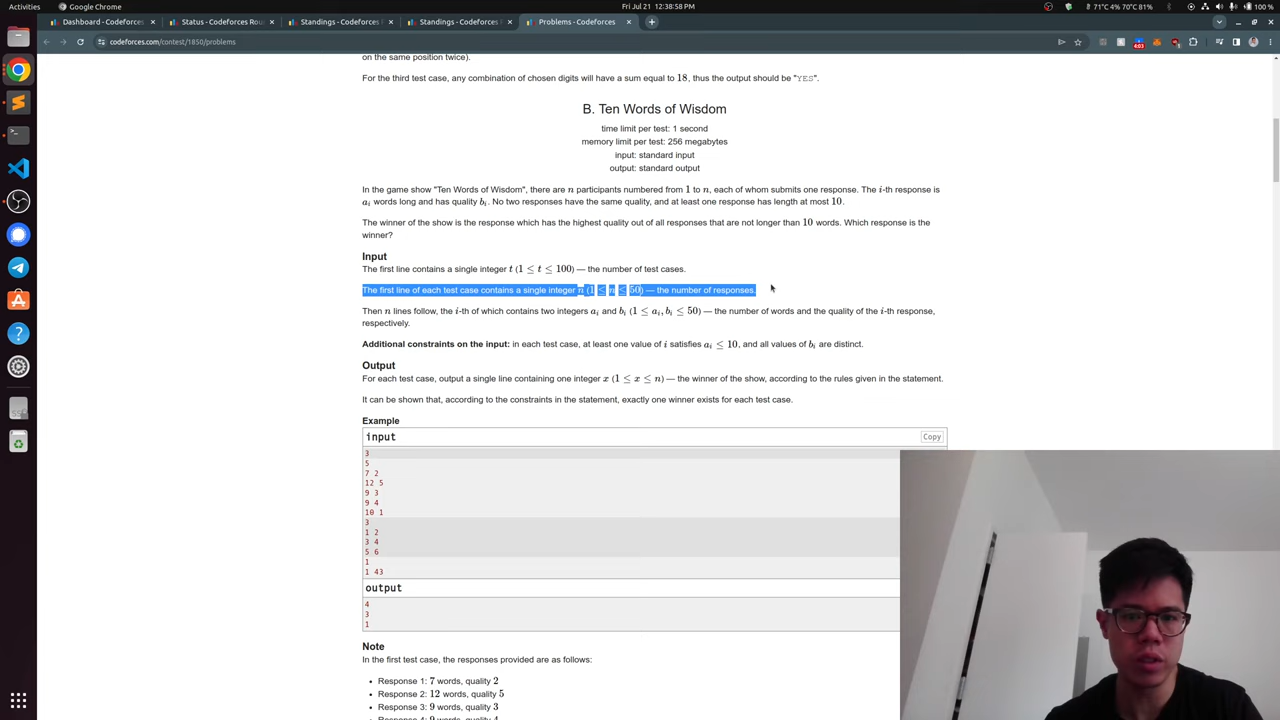 Activities
Google Chrome
Fri Jul 21 12:38:58 PM
71°C 4% 70°C 81%
100 %
Dashboard - Codeforces
Status - Codeforces Rou
Standings - Codeforces F
Standings - Codeforces F
Problems - Codeforces
codeforces.com/contest/1850/problems
4:03
on the same position twice).
For the third test case, any combination of chosen digits will have a sum equal to 18, thus the output should be "YES".
B. Ten Words of Wisdom
time limit per test: 1 second
memory limit per test: 256 megabytes
input: standard input
output: standard output
In the game show "Ten Words of Wisdom", there are n participants numbered from 1 to n, each of whom submits one response. The i-th response is
a_i words long and has quality b_i. No two responses have the same quality, and at least one response has length at most 10.
The winner of the show is the response which has the highest quality out of all responses that are not longer than 10 words. Which response is the
winner?
Input
The first line contains a single integer t (1 ≤ t ≤ 100) — the number of test cases.
The first line of each test case contains a single integer n (1 ≤ n ≤ 50) — the number of responses.
Then n lines follow, the i-th of which contains two integers a_i and b_i (1 ≤ a_i, b_i ≤ 50) — the number of words and the quality of the i-th response,
respectively.
Additional constraints on the input: in each test case, at least one value of i satisfies a_i ≤ 10, and all values of b_i are distinct.
Output
For each test case, output a single line containing one integer x (1 ≤ x ≤ n) — the winner of the show, according to the rules given in the statement.
It can be shown that, according to the constraints in the statement, exactly one winner exists for each test case.
Example
input
Copy
3
5
7 2
12 5
9 3
9 4
10 1
3
1 2
3 4
5 6
1
1 43
output
4
3
1
Note
In the first test case, the responses provided are as follows:
• Response 1: 7 words, quality 2
• Response 2: 12 words, quality 5
• Response 3: 9 words, quality 3
• Response 4: 9 words, quality 4